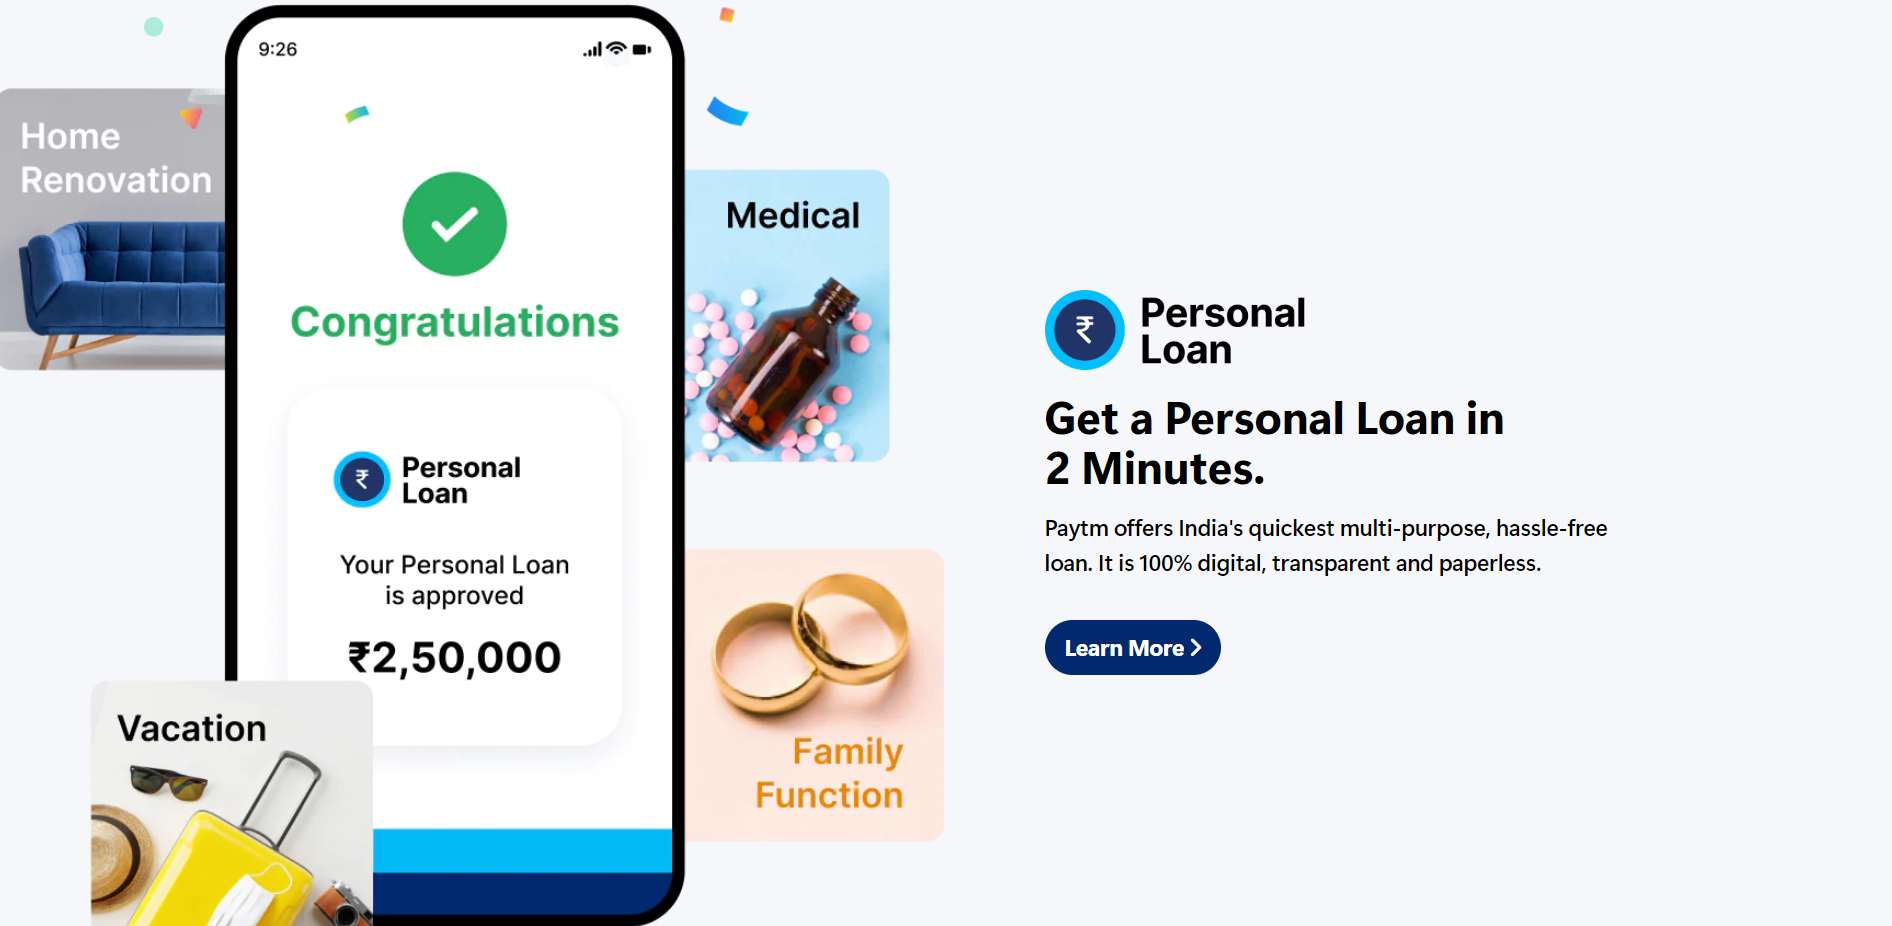 9:26
Home
Renovation
Congratulations
₹
Personal
Loan
Your Personal Loan
is approved
₹2,50,000
Vacation
Medical
Family
Function
₹
Personal
Loan
Get a Personal Loan in
2 Minutes.
Paytm offers India's quickest multi-purpose, hassle-free
loan. It is 100% digital, transparent and paperless.
Learn More